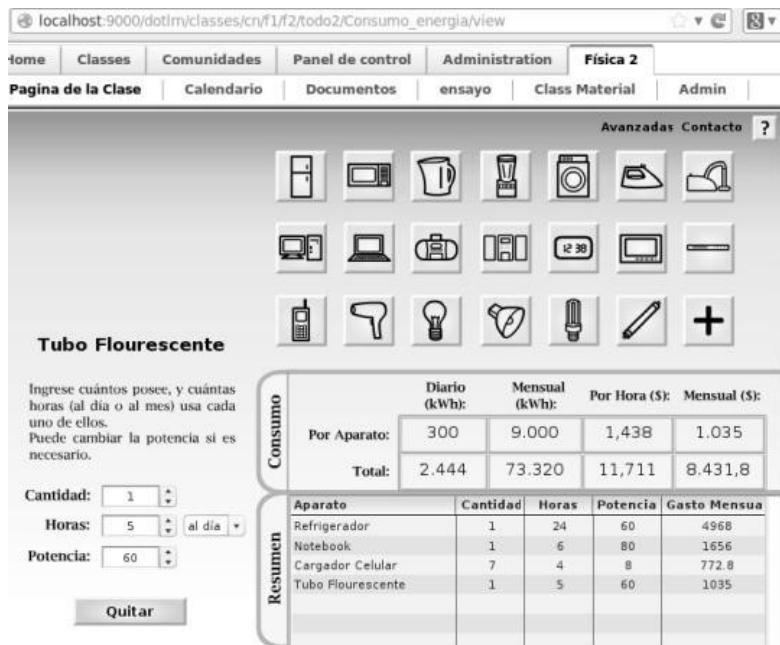 localhost:9000/dotlrn/classes/cn/f1/f2/todo2/Consumo_energia/view
Home Classes Comunidades Panel de control Administration Física 2
Pagina de la Clase Calendario Documentos ensayo Class Material Admin
Avanzadas Contacto ?
12 38
Tubo Flourescente
Ingrese cuántos posee, y cuántas
horas (al día o al mes) usa cada
uno de ellos.
Puede cambiar la potencia si es
necesario.
Cantidad: 1
Horas: 5 al día
Potencia: 60
Quitar
Consumo
Diario (kWh): Mensual (kWh): Por Hora ($): Mensual ($):
Por Aparato: 300 9.000 1,438 1.035
Total: 2.444 73.320 11,711 8.431,8
Resumen
Aparato Cantidad Horas Potencia Gasto Mensua
Refrigerador 1 24 60 4968
Notebook 1 6 80 1656
Cargador Celular 7 4 8 772.8
Tubo Flourescente 1 5 60 1035